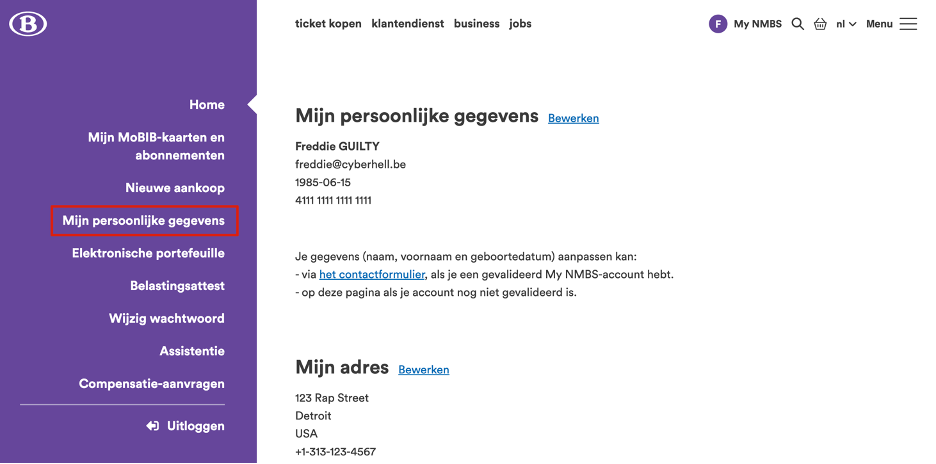 B
ticket kopen klantendienst business jobs
F My NMBS nl Menu
Home
Mijn MoBIB-kaarten en
abonnementen
Nieuwe aankoop
Mijn persoonlijke gegevens
Elektronische portefeuille
Belastingsattest
Wijzig wachtwoord
Assistentie
Compensatie-aanvragen
Uitloggen
Mijn persoonlijke gegevens Bewerken
Freddie GUILTY
freddie@cyberhell.be
1985-06-15
4111 1111 1111 1111
Je gegevens (naam, voornaam en geboortedatum) aanpassen kan:
- via het contactformulier, als je een gevalideerd My NMBS-account hebt.
- op deze pagina als je account nog niet gevalideerd is.
Mijn adres Bewerken
123 Rap Street
Detroit
USA
+1-313-123-4567